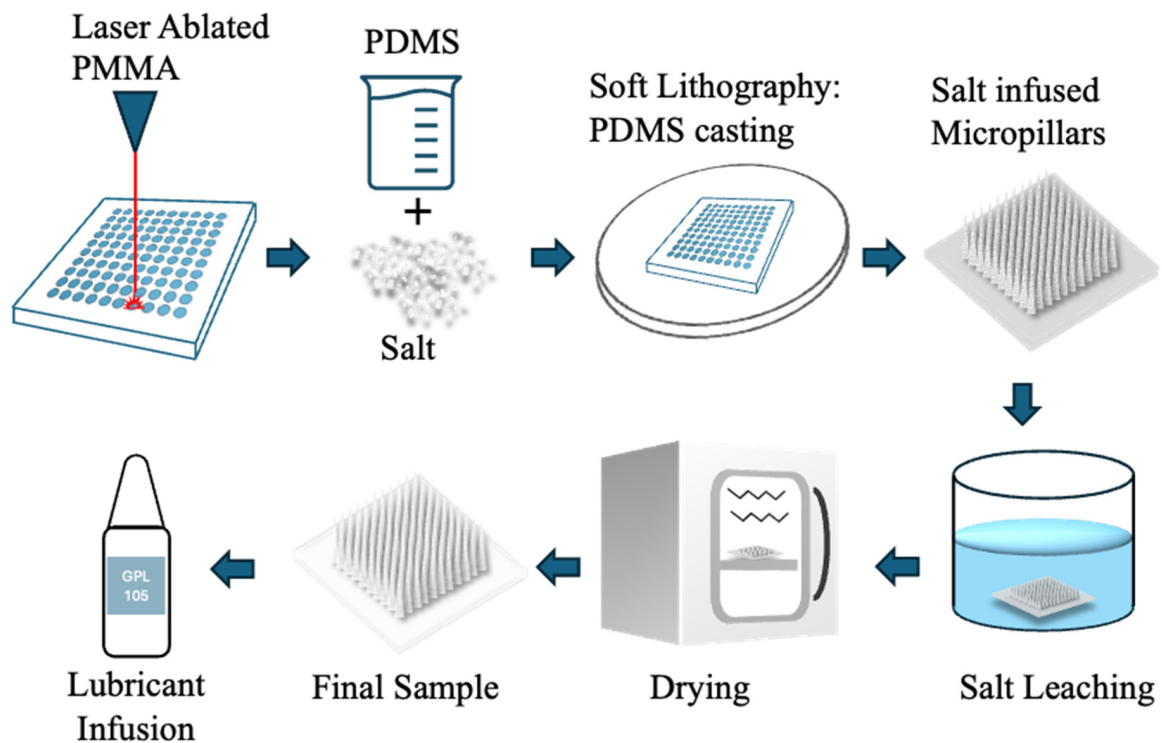 Laser Ablated
PMMA
PDMS
+
Salt
Soft Lithography:
PDMS casting
Salt infused
Micropillars
Salt Leaching
Drying
Final Sample
GPL
105
Lubricant
Infusion